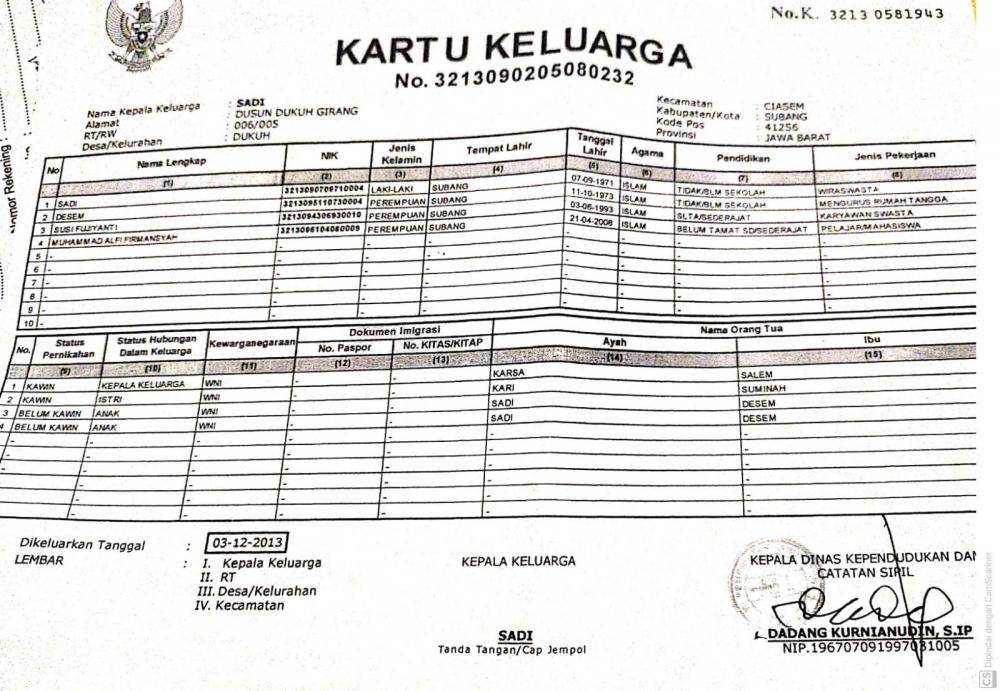 No.K. 3213 0581943
KARTU KELUARGA
No. 3213090205080232
Nama Kepala Keluarga : SADI
Alamat : DUSUN DUKUH GIRANG
RT/RW : 006/005
Desa/Kelurahan : DUKUH
Kecamatan : CIASEM
Kabupaten/Kota : SUBANG
Kode Pos : 41256
Provinsi : JAWA BARAT
Nomor Rekening :
No Nama Lengkap NIK Jenis Kelamin Tempat Lahir Tanggal Lahir Agama Pendidikan Jenis Pekerjaan
(1) (2) (3) (4) (5) (6) (7) (8)
1 SADI 3213090709710004 LAKI-LAKI SUBANG 07-09-1971 ISLAM TIDAK/BLM SEKOLAH WIRASWASTA
2 DESEM 3213095110730004 PEREMPUAN SUBANG 11-10-1973 ISLAM TIDAK/BLM SEKOLAH MENGURUS RUMAH TANGGA
3 SUSI FUJIYANTI 3213094306930010 PEREMPUAN SUBANG 03-06-1993 ISLAM SLTA/SEDERAJAT KARYAWAN SWASTA
4 MUHAMMAD ALFI FIRMANSYAH 3213096104080009 PEREMPUAN SUBANG 21-04-2008 ISLAM BELUM TAMAT SD/SEDERAJAT PELAJAR/MAHASISWA
5 - - - - - - - -
6 - - - - - - - -
7 - - - - - - - -
8 - - - - - - - -
9 - - - - - - - -
10 - - - - - - - -
No. Status Pernikahan Status Hubungan Dalam Keluarga Kewarganegaraan Dokumen Imigrasi Nama Orang Tua
No. Paspor No. KITAS/KITAP Ayah Ibu
(9) (10) (11) (12) (13) (14) (15)
1 KAWIN KEPALA KELUARGA WNI - - KARSA SALEM
2 KAWIN ISTRI WNI - - KARI SUMINAH
3 BELUM KAWIN ANAK WNI - - SADI DESEM
4 BELUM KAWIN ANAK WNI - - SADI DESEM
- - - - - - -
- - - - - - -
- - - - - - -
- - - - - - -
- - - - - - -
- - - - - - -
Dikeluarkan Tanggal : 03-12-2013
LEMBAR : I. Kepala Keluarga
II. RT
III. Desa/Kelurahan
IV. Kecamatan
KEPALA KELUARGA
SADI
Tanda Tangan/Cap Jempol
KEPALA DINAS KEPENDUDUKAN DAN
CATATAN SIPIL
DADANG KURNIANUDIN, S.IP
NIP.196707091997031005
CS Dipindai dengan CamScanner